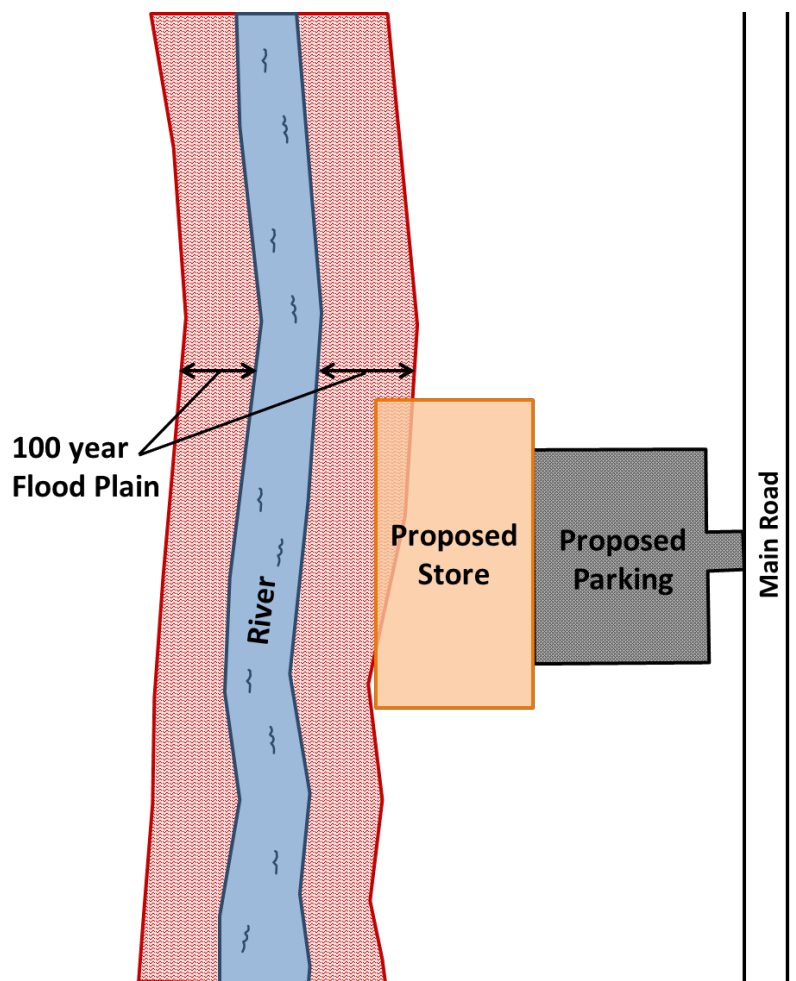 100 year
Flood Plain
River
Proposed
Store
Proposed
Parking
Main Road